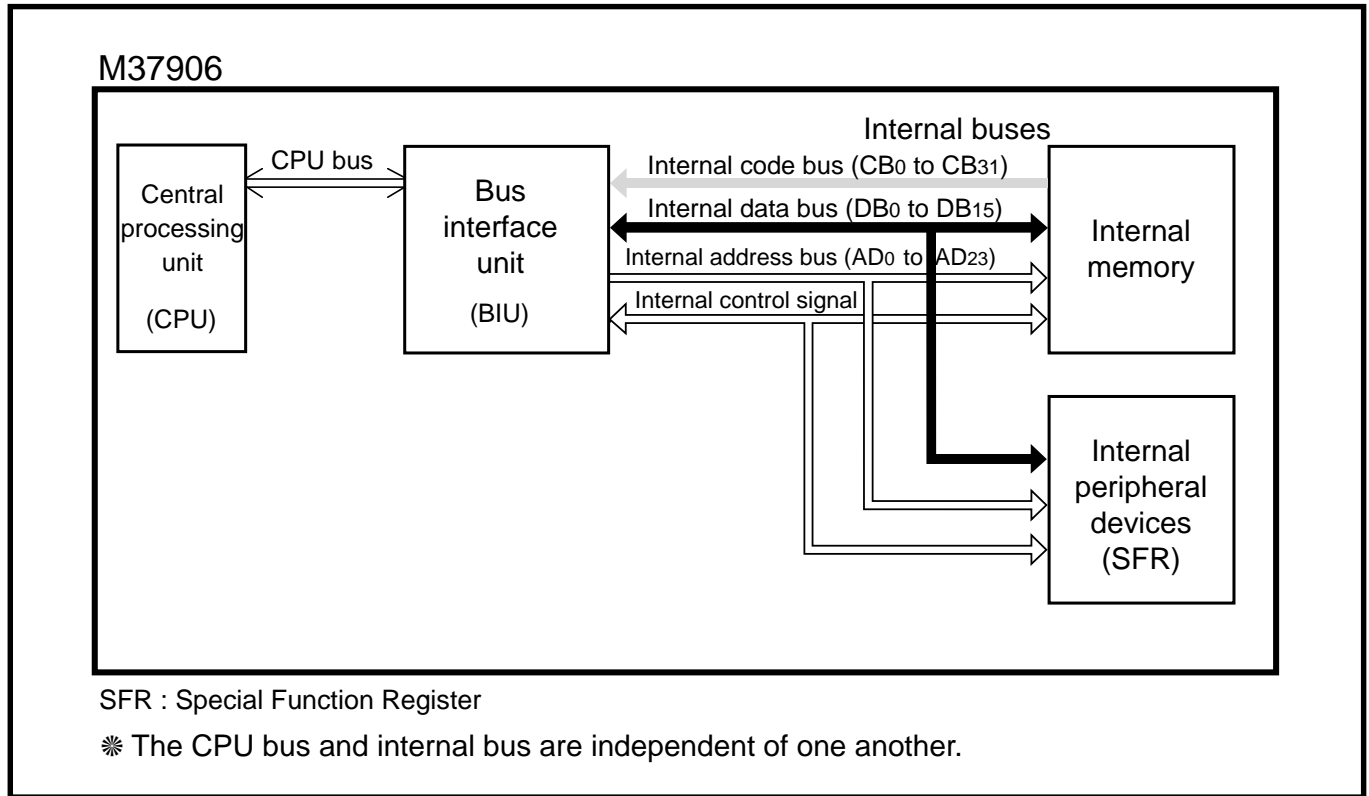 M37906
Internal buses
CPU bus
Internal code bus (CB0 to CB31)
Internal data bus (DB0 to DB15)
Internal address bus (AD0 to AD23)
Internal control signal
Central
processing
unit
(CPU)
Bus
interface
unit
(BIU)
Internal
memory
Internal
peripheral
devices
(SFR)
SFR : Special Function Register
❋ The CPU bus and internal bus are independent of one another.